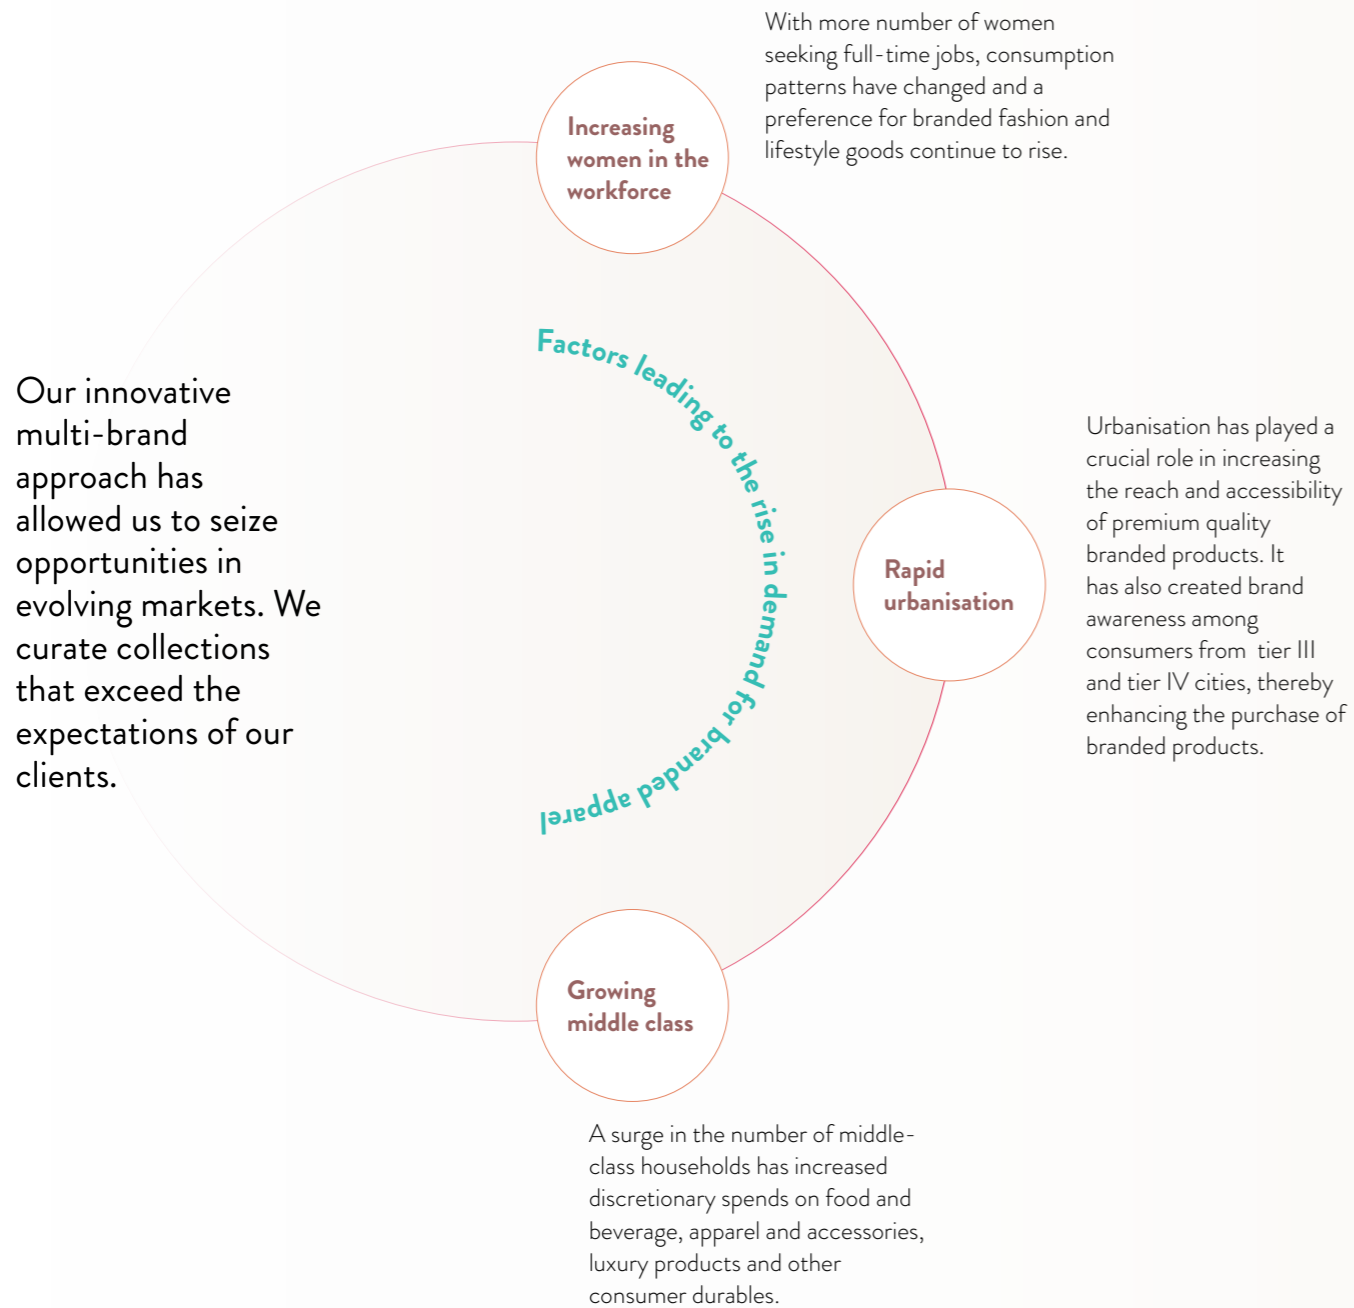 With more number of women
seeking full-time jobs, consumption
patterns have changed and a
preference for branded fashion and
lifestyle goods continue to rise.
Increasing
women in the
workforce
Factors leading to the rise in demand for branded apparel
Our innovative
multi-brand
approach has
allowed us to seize
opportunities in
evolving markets. We
curate collections
that exceed the
expectations of our
clients.
Rapid
urbanisation
Urbanisation has played a
crucial role in increasing
the reach and accessibility
of premium quality
branded products. It
has also created brand
awareness among
consumers from  tier III
and tier IV cities, thereby
enhancing the purchase of
branded products.
Growing
middle class
A surge in the number of middle-
class households has increased
discretionary spends on food and
beverage, apparel and accessories,
luxury products and other
consumer durables.